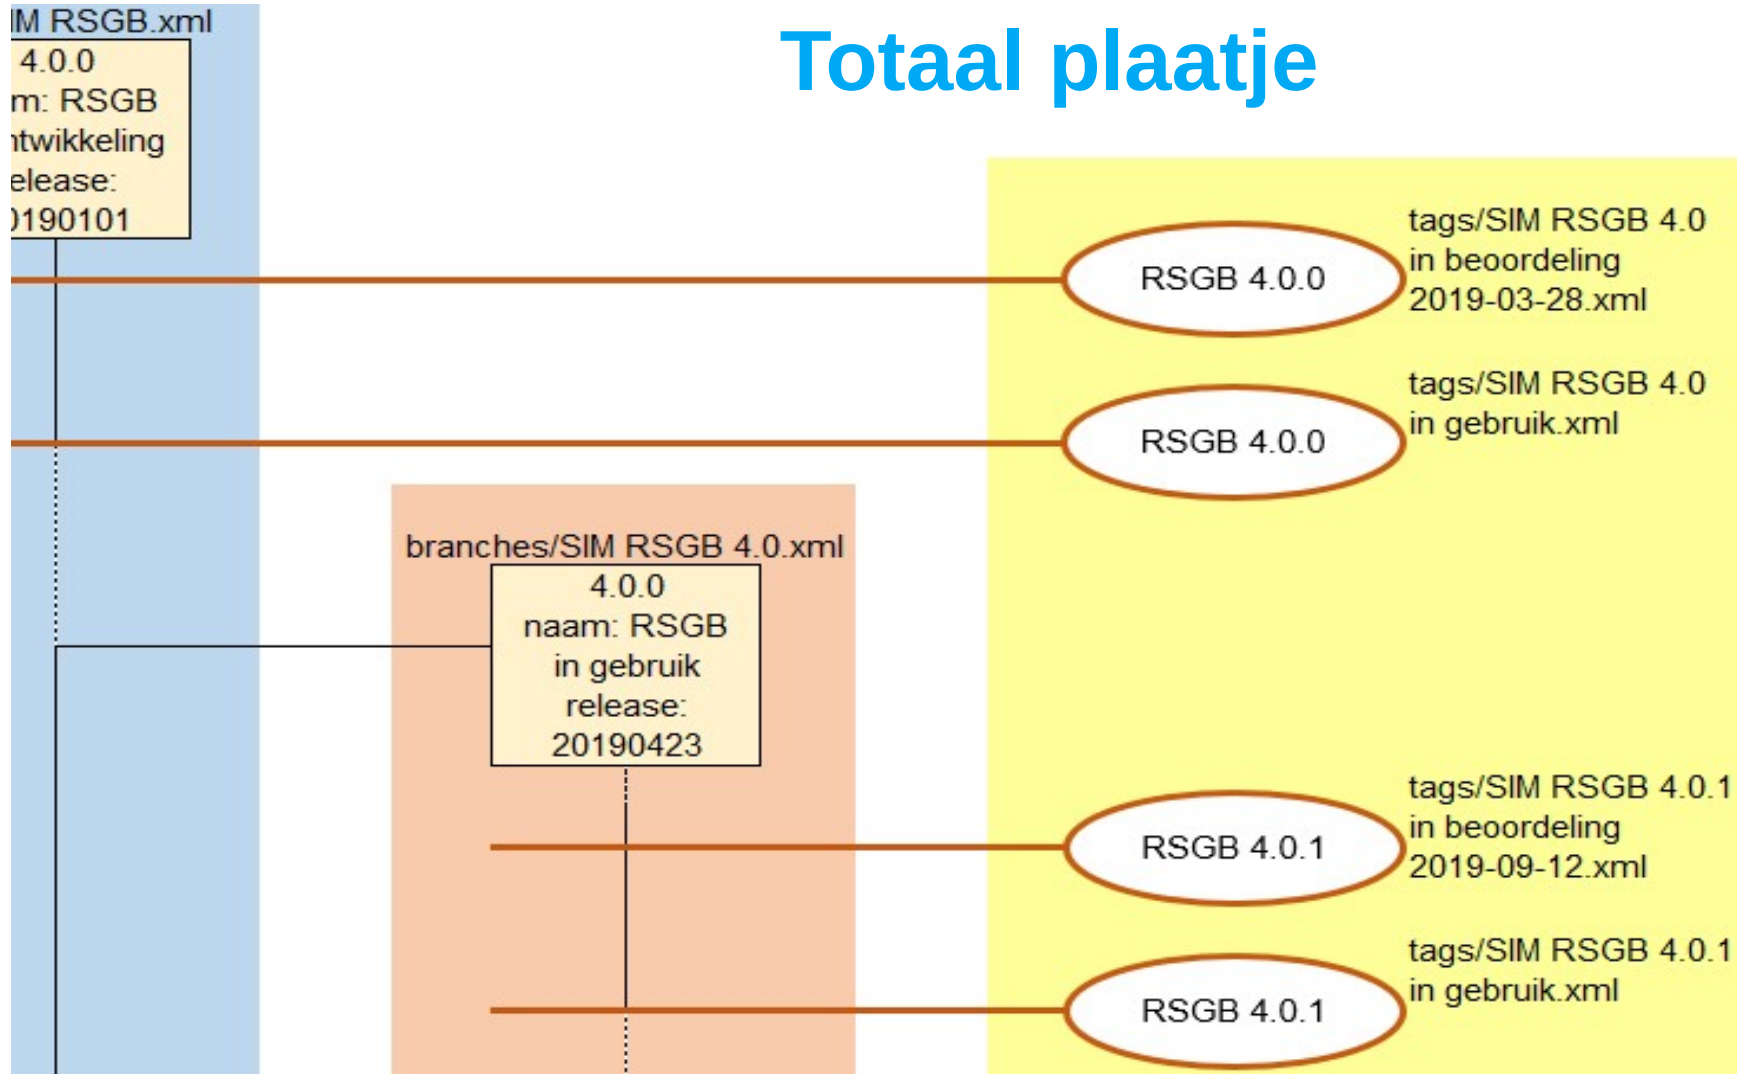 IM RSGB.xml
4.0.0
m: RSGB
ntwikkeling
elease:
0190101
Totaal plaatje
RSGB 4.0.0
tags/SIM RSGB 4.0
in beoordeling
2019-03-28.xml
RSGB 4.0.0
tags/SIM RSGB 4.0
in gebruik.xml
branches/SIM RSGB 4.0.xml
4.0.0
naam: RSGB
in gebruik
release:
20190423
RSGB 4.0.1
tags/SIM RSGB 4.0.1
in beoordeling
2019-09-12.xml
RSGB 4.0.1
tags/SIM RSGB 4.0.1
in gebruik.xml